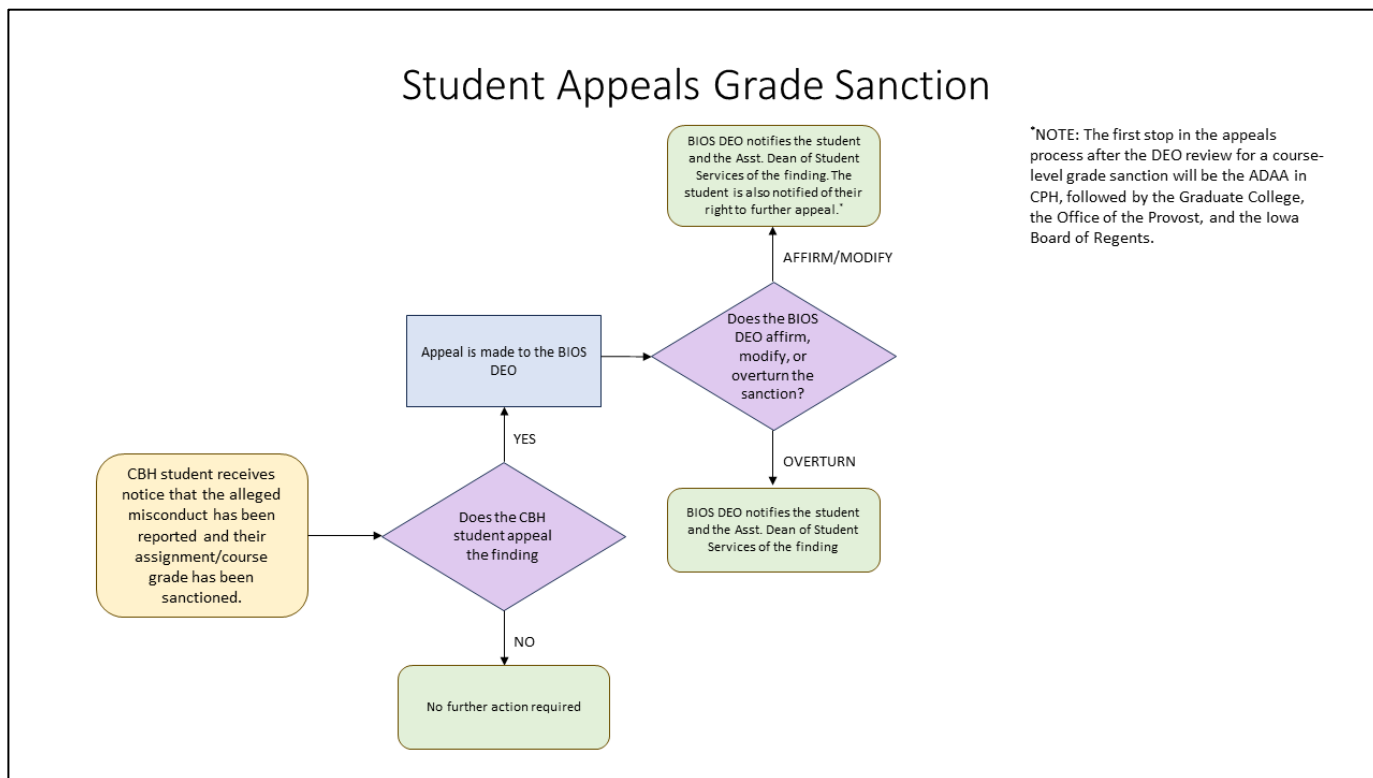 Student Appeals Grade Sanction
BIOS DEO notifies the student
and the Asst. Dean of Student
Services of the finding. The
student is also notified of their
right to further appeal.*
*NOTE: The first stop in the appeals
process after the DEO review for a course-
level grade sanction will be the ADAA in
CPH, followed by the Graduate College,
the Office of the Provost, and the Iowa
Board of Regents.
AFFIRM/MODIFY
Does the BIOS
DEO affirm,
modify, or
overturn the
sanction?
Appeal is made to the BIOS
DEO
YES
OVERTURN
CBH student receives
notice that the alleged
misconduct has been
reported and their
assignment/course
grade has been
sanctioned.
Does the CBH
student appeal
the finding
BIOS DEO notifies the student
and the Asst. Dean of Student
Services of the finding
NO
No further action required